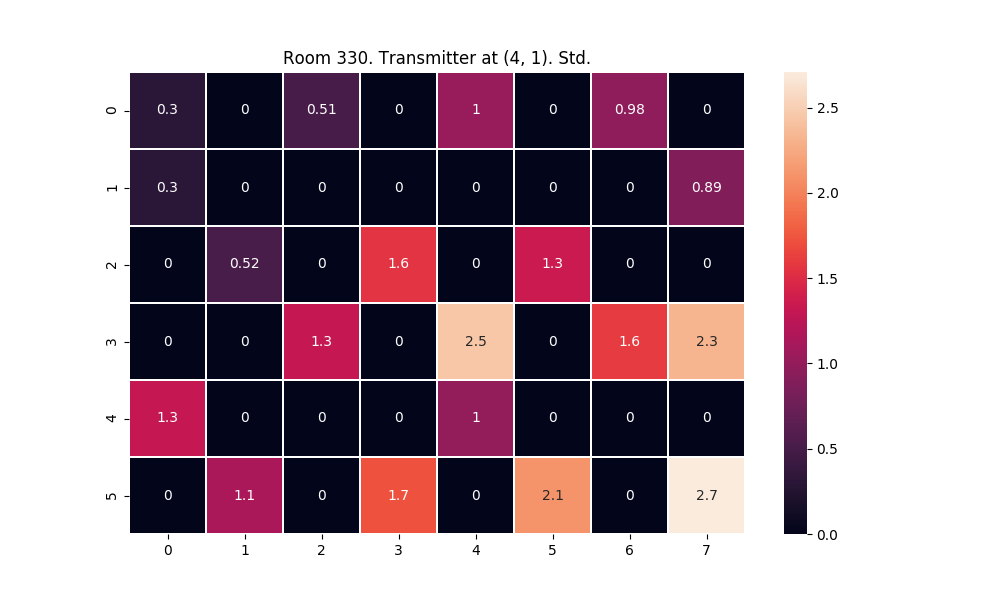 Room 330. Transmitter at (4, 1). Std.
0 0.3 0 0.51 0 1 0 0.98 0
1 0.3 0 0 0 0 0 0 0.89
2 0 0.52 0 1.6 0 1.3 0 0
3 0 0 1.3 0 2.5 0 1.6 2.3
4 1.3 0 0 0 1 0 0 0
5 0 1.1 0 1.7 0 2.1 0 2.7
0 1 2 3 4 5 6 7
2.5
2.0
1.5
1.0
0.5
0.0